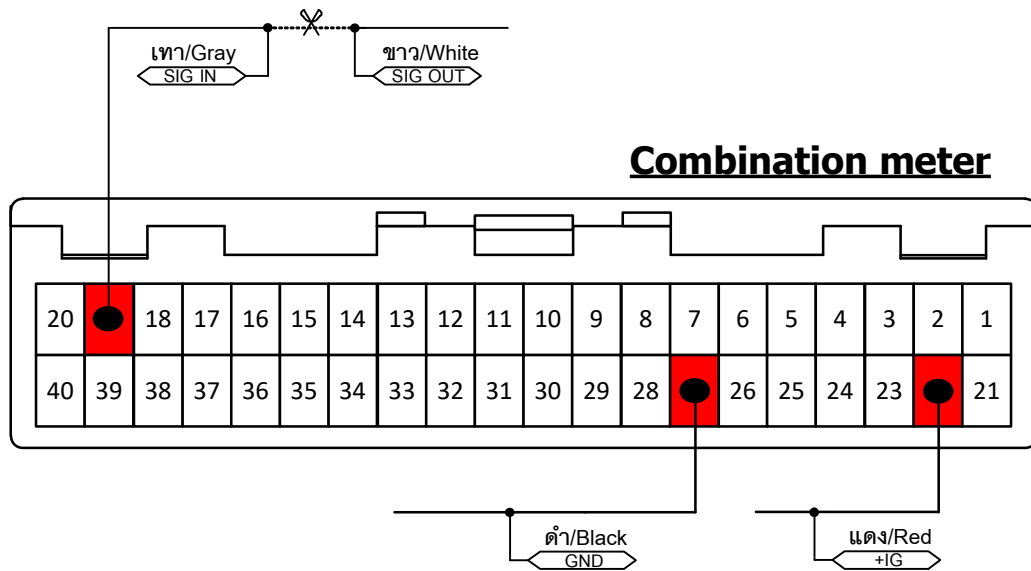 เทา/Gray
SIG IN
ขาว/White
SIG OUT
Combination meter
20 18 17 16 15 14 13 12 11 10 9 8 7 6 5 4 3 2 1
40 39 38 37 36 35 34 33 32 31 30 29 28 26 25 24 23 21
ดำ/Black
GND
แดง/Red
+IG